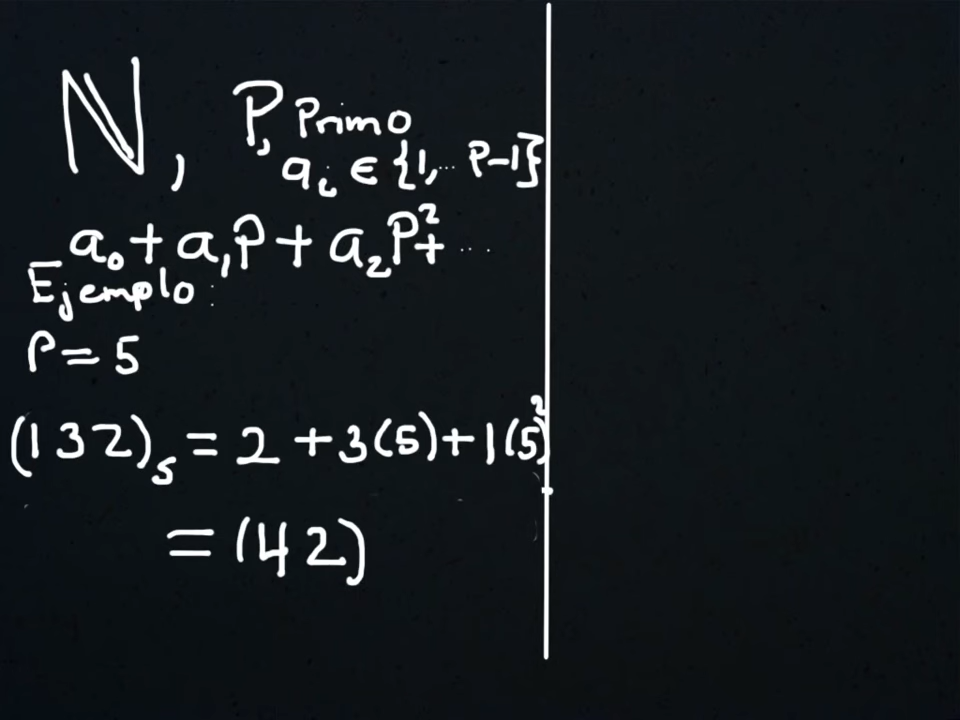 ℕ, P, Primo
aᵢ ∈ {1,... P-1}
a₀ + a₁P + a₂P² + ...
Ejemplo:
P = 5
(132)₅ = 2 + 3(5) + 1(5)²
= (42)